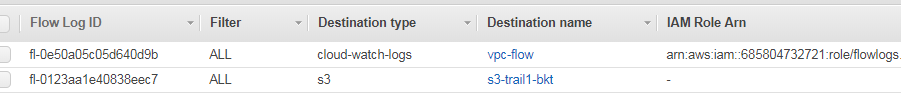 Flow Log ID Filter Destination type Destination name IAM Role Arn
fl-0e50a05c05d640d9b ALL cloud-watch-logs vpc-flow arn:aws:iam::685804732721:role/flowlogs
fl-0123aa1e40838eec7 ALL s3 s3-trail1-bkt -